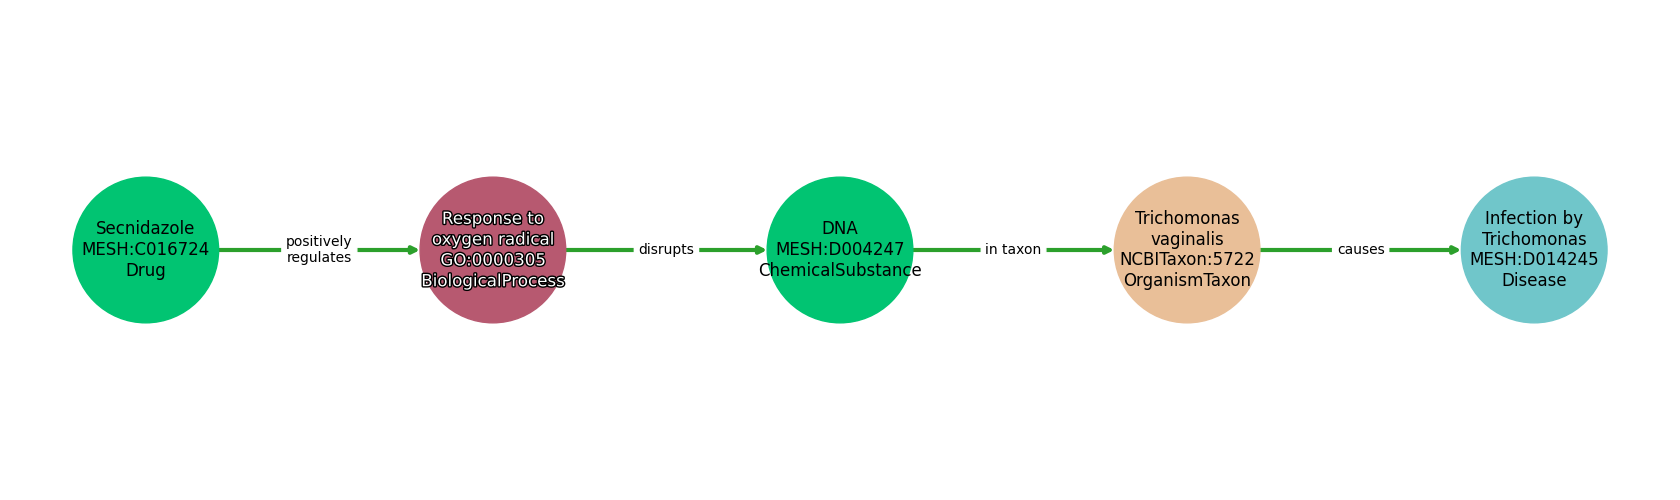 Secnidazole
MESH:C016724
Drug
positively
regulates
Response to
oxygen radical
GO:0000305
BiologicalProcess
disrupts
DNA
MESH:D004247
ChemicalSubstance
in taxon
Trichomonas
vaginalis
NCBITaxon:5722
OrganismTaxon
causes
Infection by
Trichomonas
MESH:D014245
Disease